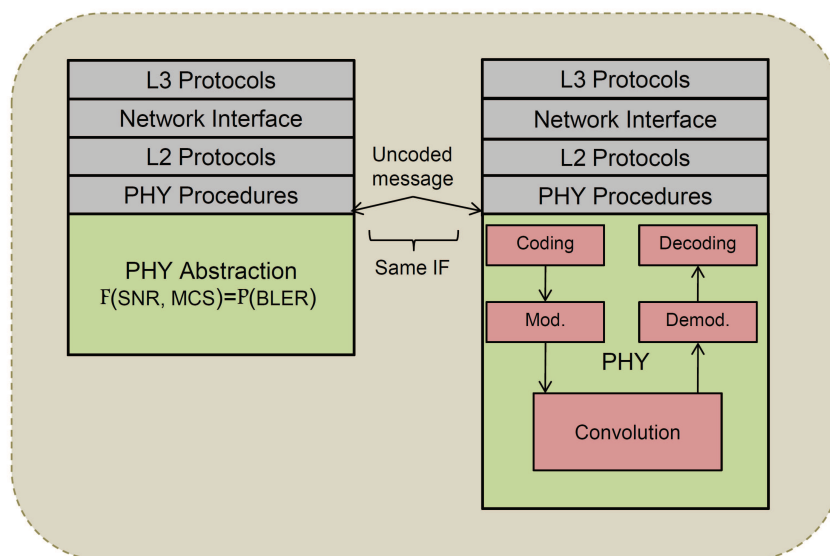 L3 Protocols
Network Interface
L2 Protocols
PHY Procedures
PHY Abstraction
F(SNR, MCS)=P(BLER)
Uncoded
message
Same IF
L3 Protocols
Network Interface
L2 Protocols
PHY Procedures
Coding
Decoding
Mod.
Demod.
PHY
Convolution